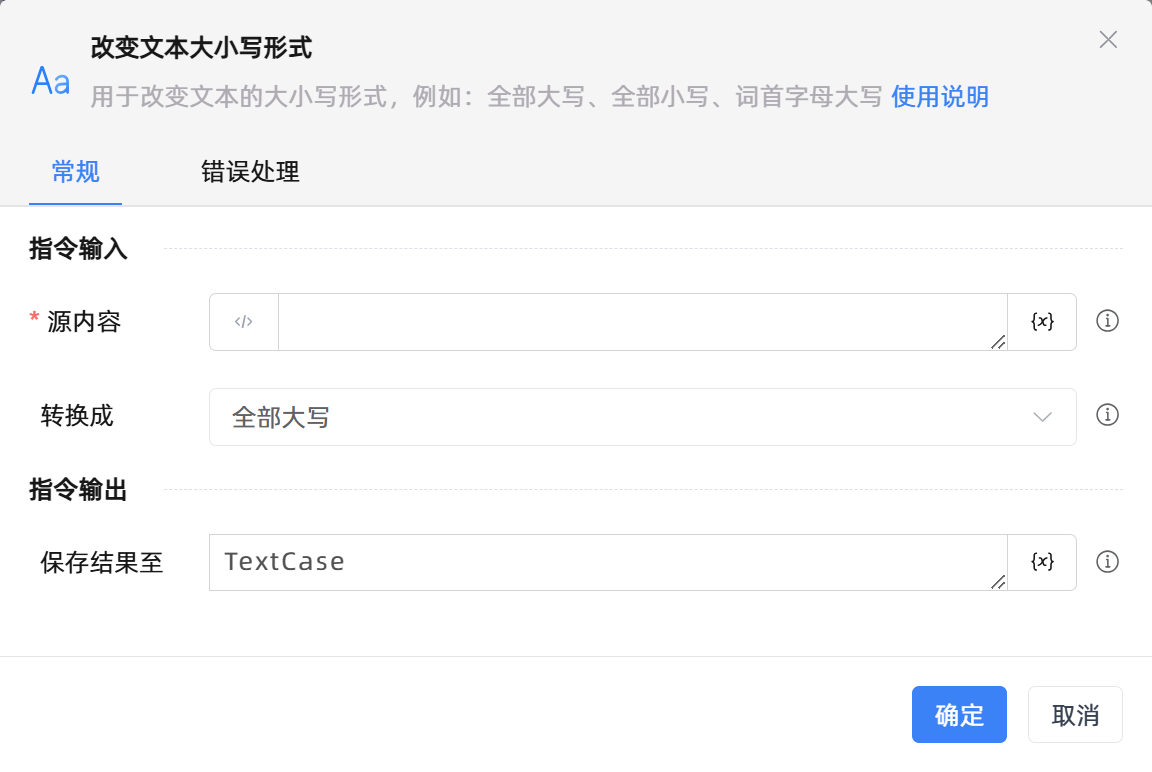 改变文本大小写形式
Aa
用于改变文本的大小写形式，例如：全部大写、全部小写、词首字母大写 使用说明
常规 错误处理
指令输入
* 源内容 </> {x}
转换成 全部大写
指令输出
保存结果至 TextCase {x}
确定 取消